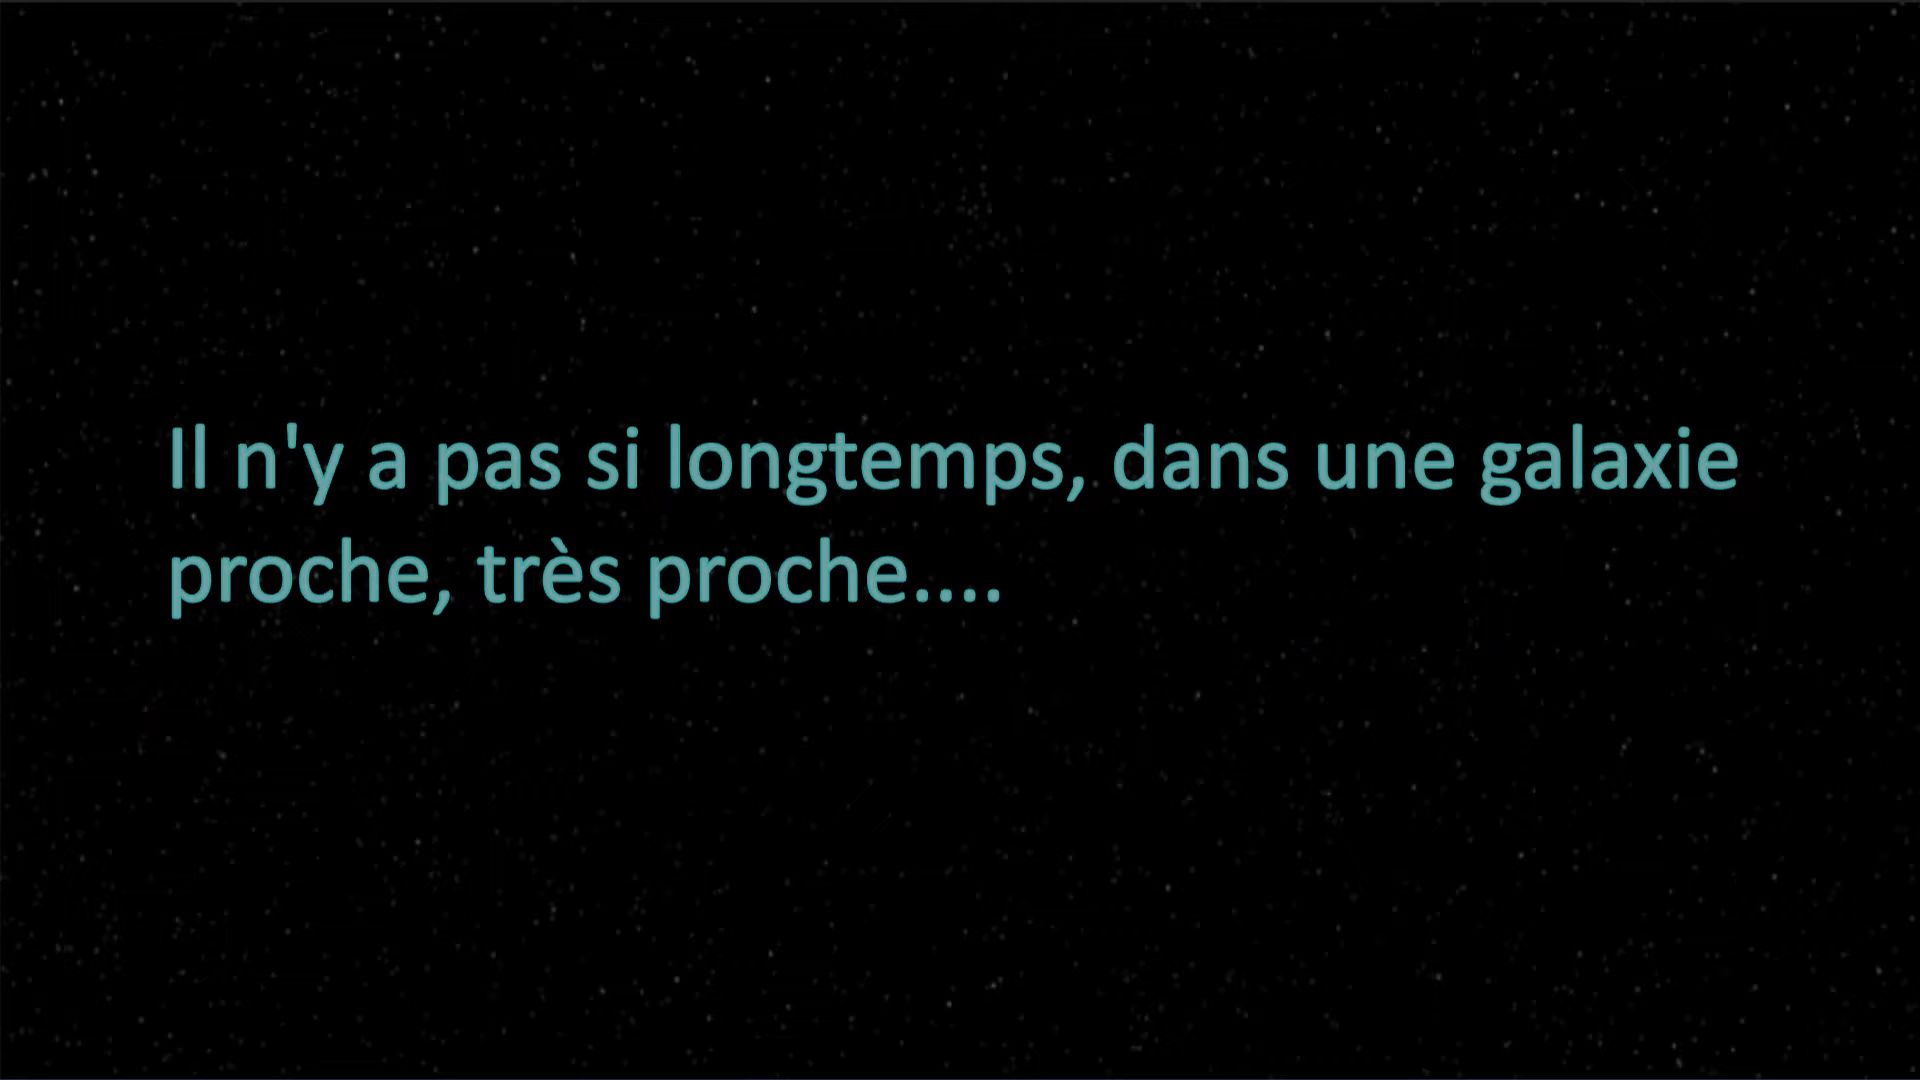 Il n'y a pas si longtemps, dans une galaxie
proche, très proche....